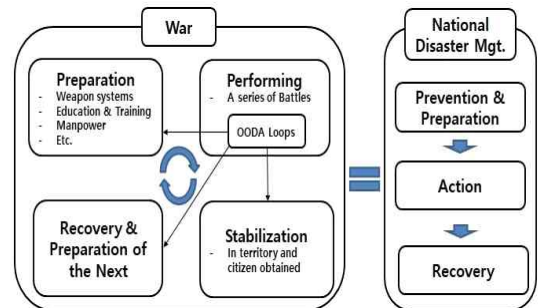 War
Preparation
- Weapon systems
- Education & Training
- Manpower
- Etc.
Performing
- A series of Battles
OODA Loops
Recovery &
Preparation of
the Next
Stabilization
- In territory and
citizen obtained
National
Disaster Mgt.
Prevention &
Preparation
Action
Recovery